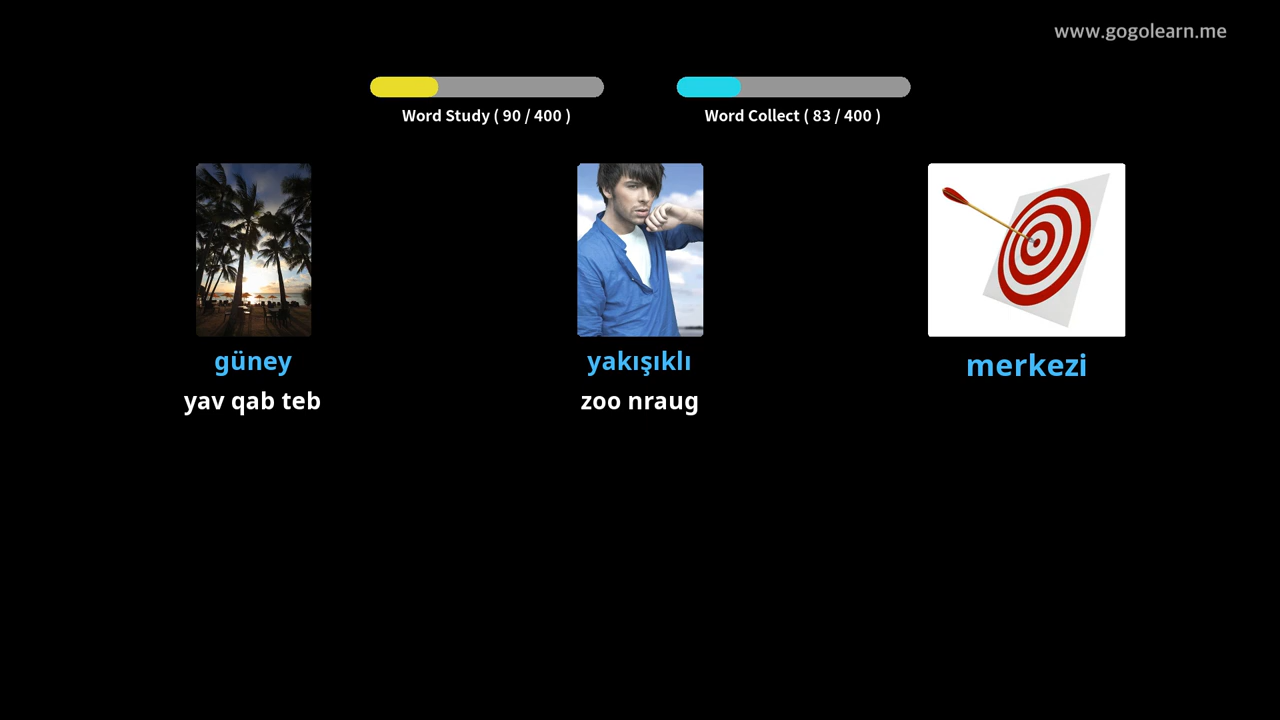 www.gogolearn.me
Word Study ( 90 / 400 )
Word Collect ( 83 / 400 )
güney
yakışıklı
merkezi
yav qab teb
zoo nraug